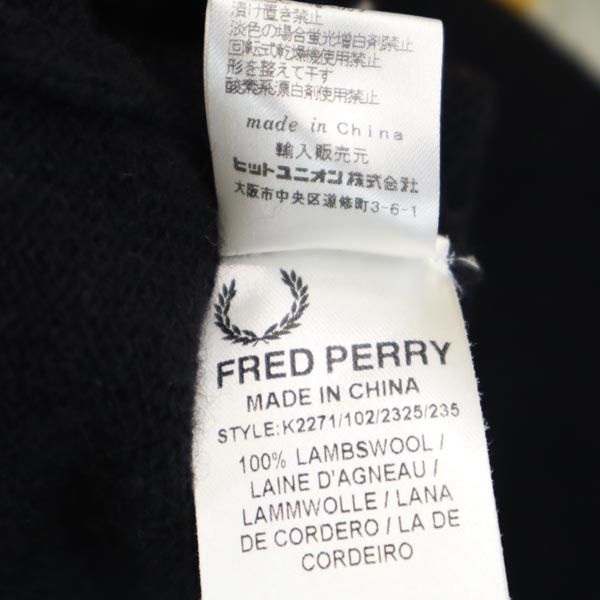 漬け置き禁止
淡色の場合蛍光増白剤禁止
回転式乾燥機使用禁止
形を整えて干す
酸素系漂白剤使用禁止
made in China
輸入販売元
ヒットユニオン株式会社
大阪市中央区道修町3-6-1
FRED PERRY
MADE IN CHINA
STYLE:K2271/102/2325/235
100% LAMBSWOOL /
LAINE D'AGNEAU /
LAMMWOLLE / LANA
DE CORDERO / LA DE
CORDEIRO